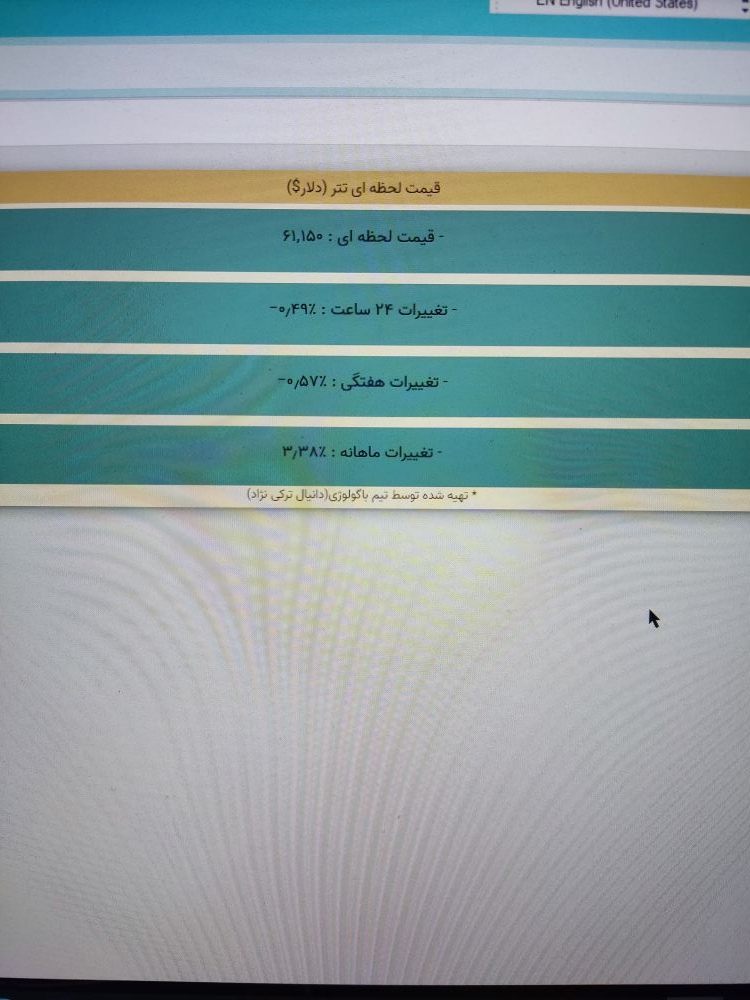 EN English (United States)
قیمت لحظه ای تتر (دلار$)
- قیمت لحظه ای : ۶۱,۱۵۰
- تغییرات ۲۴ ساعت : ۰٫۴۹٪−
- تغییرات هفتگی : ۰٫۵۷٪−
- تغییرات ماهانه : ۳٫۳۸٪
* تهیه شده توسط تیم باگولوژی(دانیال ترکی نژاد)